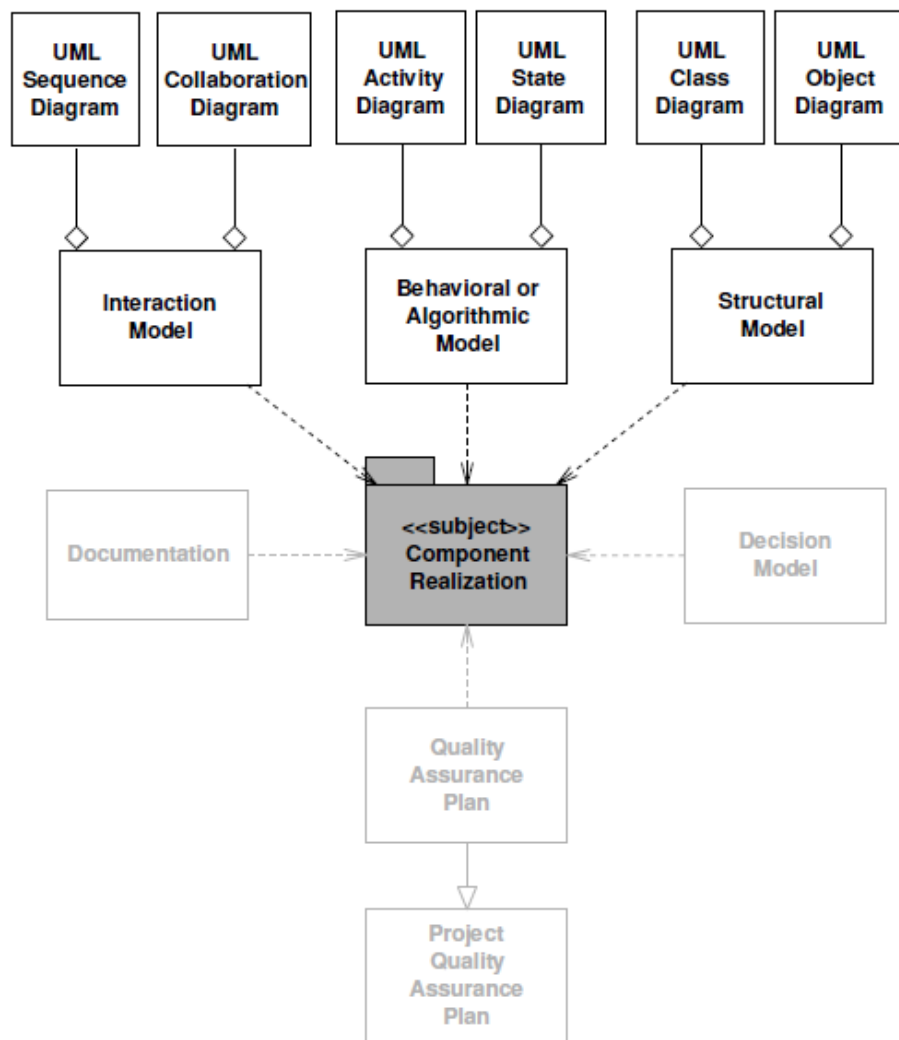 UML
Sequence
Diagram
UML
Collaboration
Diagram
UML
Activity
Diagram
UML
State
Diagram
UML
Class
Diagram
UML
Object
Diagram
Interaction
Model
Behavioral or
Algorithmic
Model
Structural
Model
Documentation
<<subject>>
Component
Realization
Decision
Model
Quality
Assurance
Plan
Project
Quality
Assurance
Plan